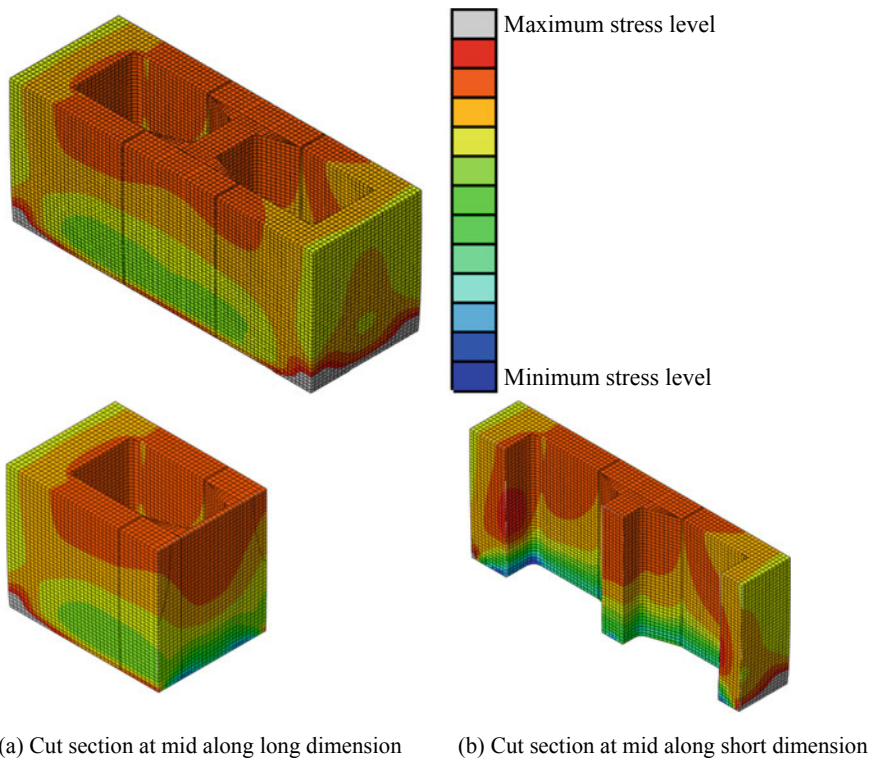 Maximum stress level
Minimum stress level
(a) Cut section at mid along long dimension
(b) Cut section at mid along short dimension